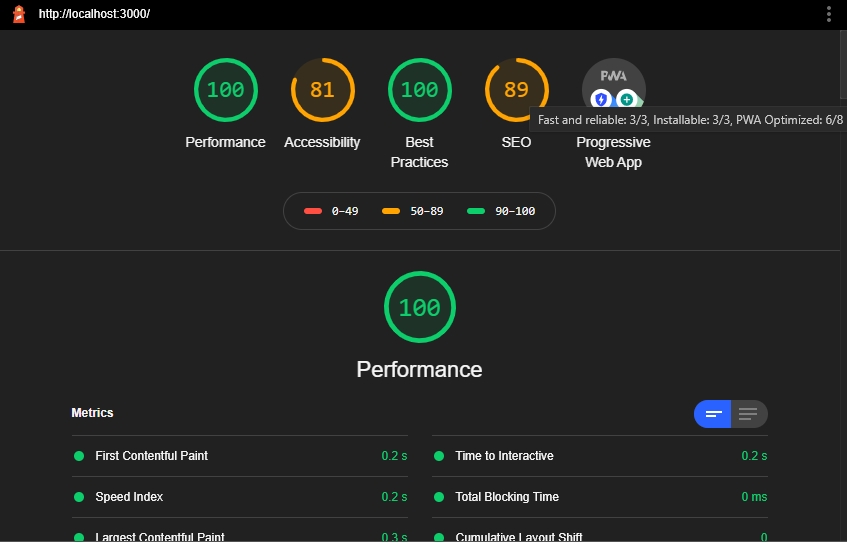 http://localhost:3000/
100
81
100
89
PWA
Fast and reliable: 3/3, Installable: 3/3, PWA Optimized: 6/8
Performance
Accessibility
Best
Practices
SEO
Progressive
Web App
0–49
50–89
90–100
100
Performance
Metrics
First Contentful Paint
0.2 s
Time to Interactive
0.2 s
Speed Index
0.2 s
Total Blocking Time
0 ms
Largest Contentful Paint
0.3 s
Cumulative Layout Shift
0